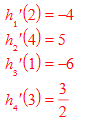 h₁'(2) = −4
h₂'(4) = 5
h₃'(1) = −6
h₄'(3) = 3/2